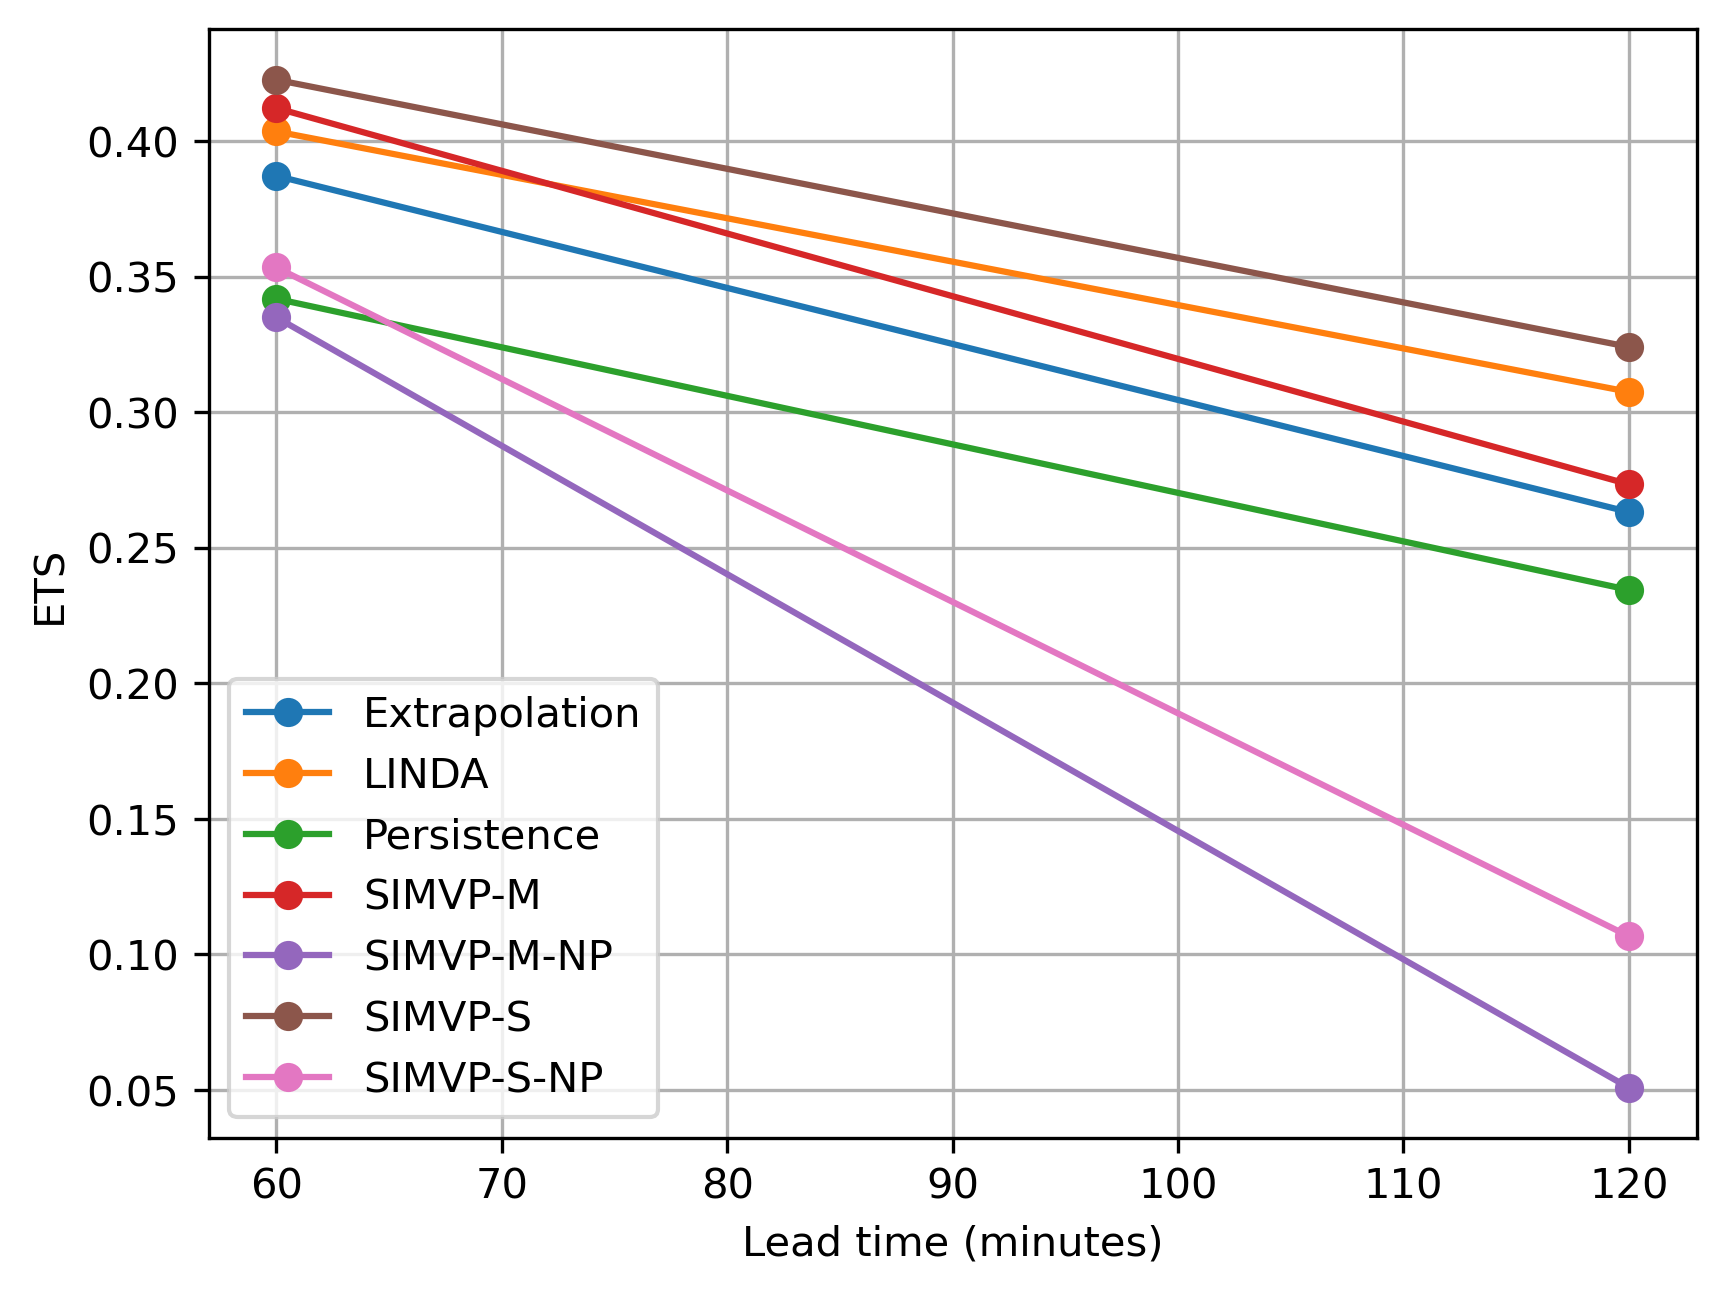 0.40
0.35
0.30
0.25
0.20
0.15
0.10
0.05
ETS
Extrapolation
LINDA
Persistence
SIMVP-M
SIMVP-M-NP
SIMVP-S
SIMVP-S-NP
60 70 80 90 100 110 120
Lead time (minutes)